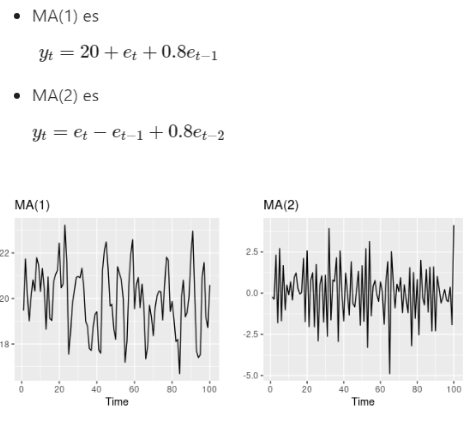 • MA(1) es
y_t = 20 + e_t + 0.8e_{t−1}
• MA(2) es
y_t = e_t − e_{t−1} + 0.8e_{t−2}
MA(1)
22
20
18
0 20 40 60 80 100
Time
MA(2)
2.5
0.0
-2.5
-5.0
0 20 40 60 80 100
Time